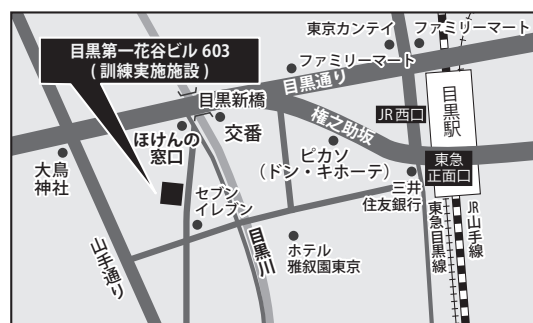 目黒第一花谷ビル 603
( 訓練実施施設 )
東京カンテイ
ファミリーマート
ファミリーマート
目黒通り
目黒新橋
権之助坂
JR 西口
目黒駅
ほけんの
窓口
交番
ピカソ
（ドン・キホーテ）
東急
正面口
大鳥
神社
セブン
イレブン
三井
住友銀行
山手通り
目黒川
ホテル
雅叙園東京
東急目黒線
JR山手線